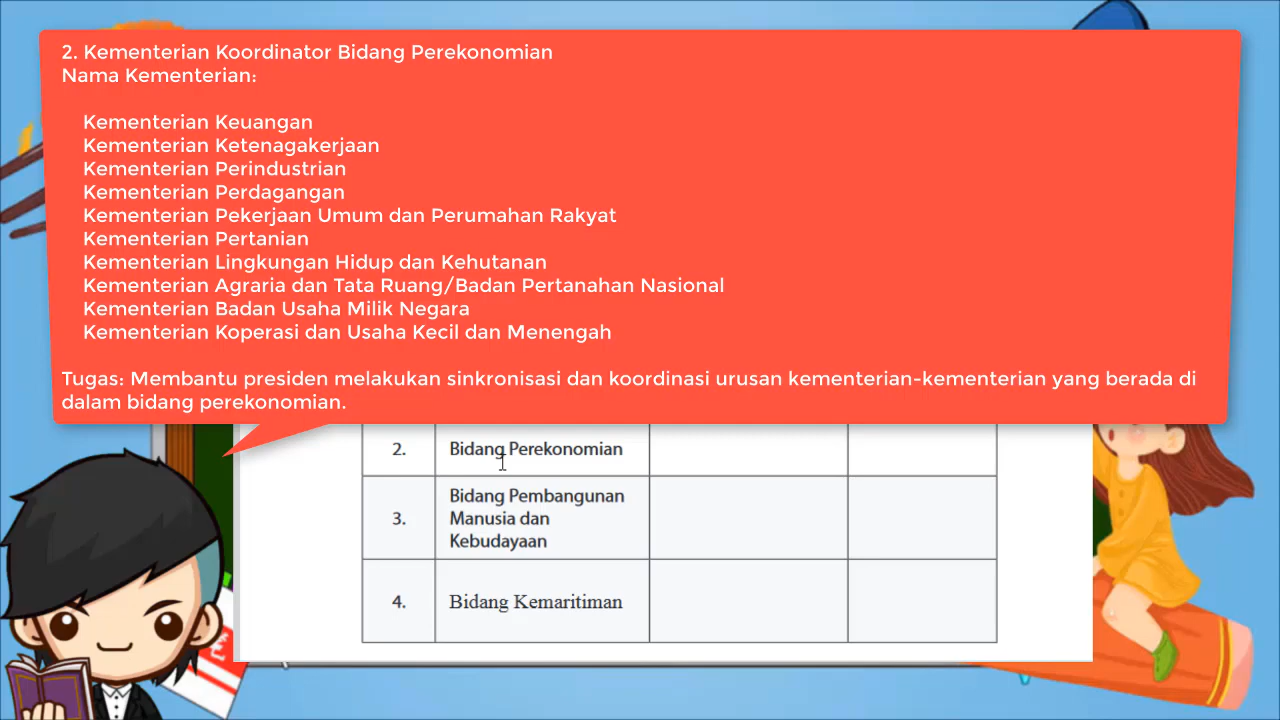 2. Kementerian Koordinator Bidang Perekonomian
Nama Kementerian:
Kementerian Keuangan
Kementerian Ketenagakerjaan
Kementerian Perindustrian
Kementerian Perdagangan
Kementerian Pekerjaan Umum dan Perumahan Rakyat
Kementerian Pertanian
Kementerian Lingkungan Hidup dan Kehutanan
Kementerian Agraria dan Tata Ruang/Badan Pertanahan Nasional
Kementerian Badan Usaha Milik Negara
Kementerian Koperasi dan Usaha Kecil dan Menengah
Tugas: Membantu presiden melakukan sinkronisasi dan koordinasi urusan kementerian-kementerian yang berada di
dalam bidang perekonomian.
2. Bidang Perekonomian
Bidang Pembangunan
3. Manusia dan
Kebudayaan
4. Bidang Kemaritiman